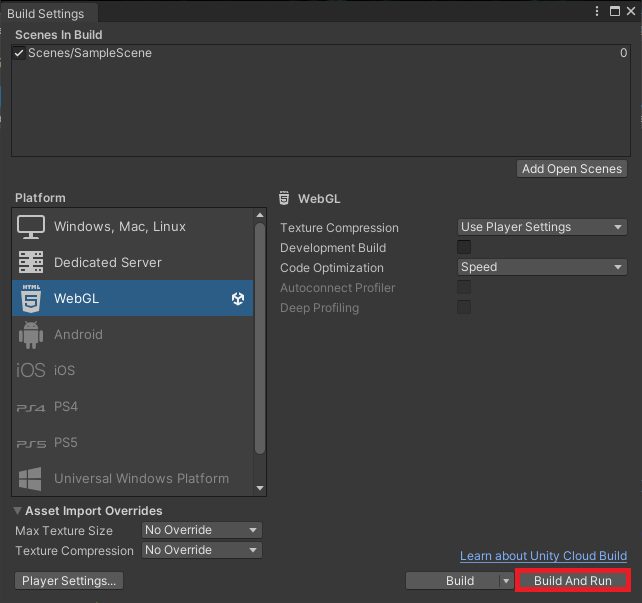 Build Settings
Scenes In Build
Scenes/SampleScene 0
Add Open Scenes
Platform
Windows, Mac, Linux
Dedicated Server
HTML 5 WebGL
Android
iOS iOS
PS4 PS4
PS5 PS5
Universal Windows Platform
WebGL
Texture Compression Use Player Settings
Development Build
Code Optimization Speed
Autoconnect Profiler
Deep Profiling
Asset Import Overrides
Max Texture Size No Override
Texture Compression No Override
Learn about Unity Cloud Build
Player Settings... Build Build And Run